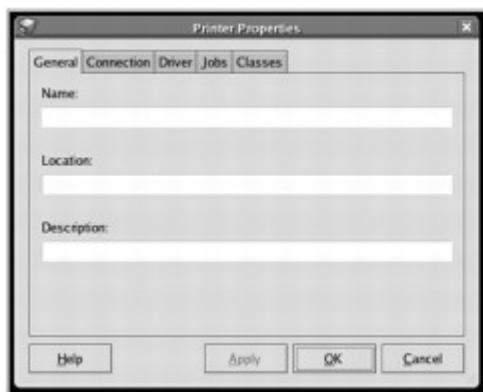 Printer Properties
General Connection Driver Jobs Classes
Name:
Location:
Description:
Help Apply OK Cancel